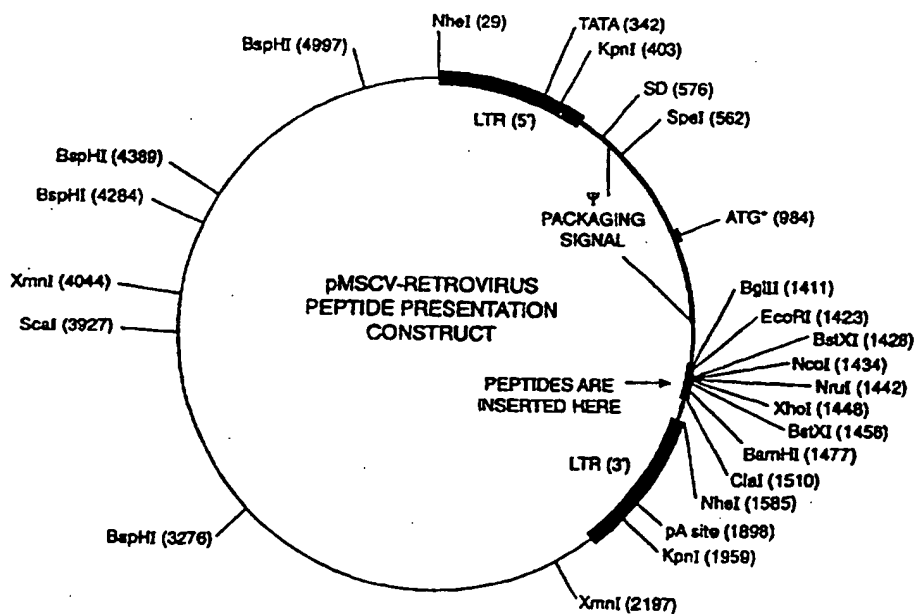 NheI (29)
TATA (342)
KpnI (403)
BspHI (4997)
SD (576)
SpeI (562)
LTR (5')
BspHI (4389)
BspHI (4284)
Ψ
PACKAGING
SIGNAL
ATG* (984)
XmnI (4044)
ScaI (3927)
pMSCV-RETROVIRUS
PEPTIDE PRESENTATION
CONSTRUCT
BglII (1411)
EcoRI (1423)
BstXI (1428)
NcoI (1434)
NruI (1442)
XhoI (1448)
BstXI (1458)
BamHI (1477)
ClaI (1510)
NheI (1585)
PEPTIDES ARE
INSERTED HERE
LTR (3')
pA site (1898)
KpnI (1959)
BspHI (3276)
XmnI (2197)